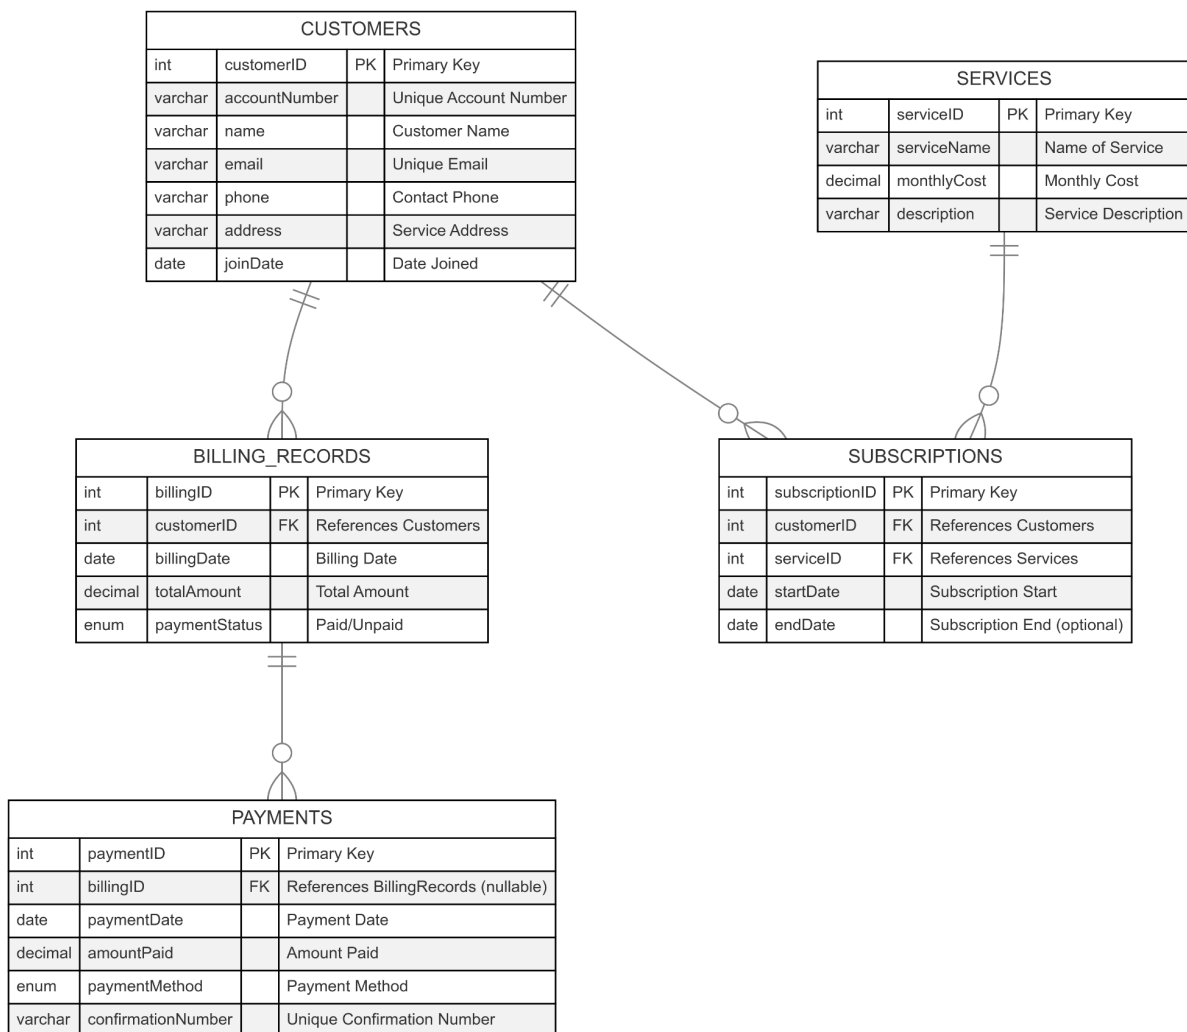 CUSTOMERS
int customerID PK Primary Key
varchar accountNumber Unique Account Number
varchar name Customer Name
varchar email Unique Email
varchar phone Contact Phone
varchar address Service Address
date joinDate Date Joined
SERVICES
int serviceID PK Primary Key
varchar serviceName Name of Service
decimal monthlyCost Monthly Cost
varchar description Service Description
BILLING_RECORDS
int billingID PK Primary Key
int customerID FK References Customers
date billingDate Billing Date
decimal totalAmount Total Amount
enum paymentStatus Paid/Unpaid
SUBSCRIPTIONS
int subscriptionID PK Primary Key
int customerID FK References Customers
int serviceID FK References Services
date startDate Subscription Start
date endDate Subscription End (optional)
PAYMENTS
int paymentID PK Primary Key
int billingID FK References BillingRecords (nullable)
date paymentDate Payment Date
decimal amountPaid Amount Paid
enum paymentMethod Payment Method
varchar confirmationNumber Unique Confirmation Number